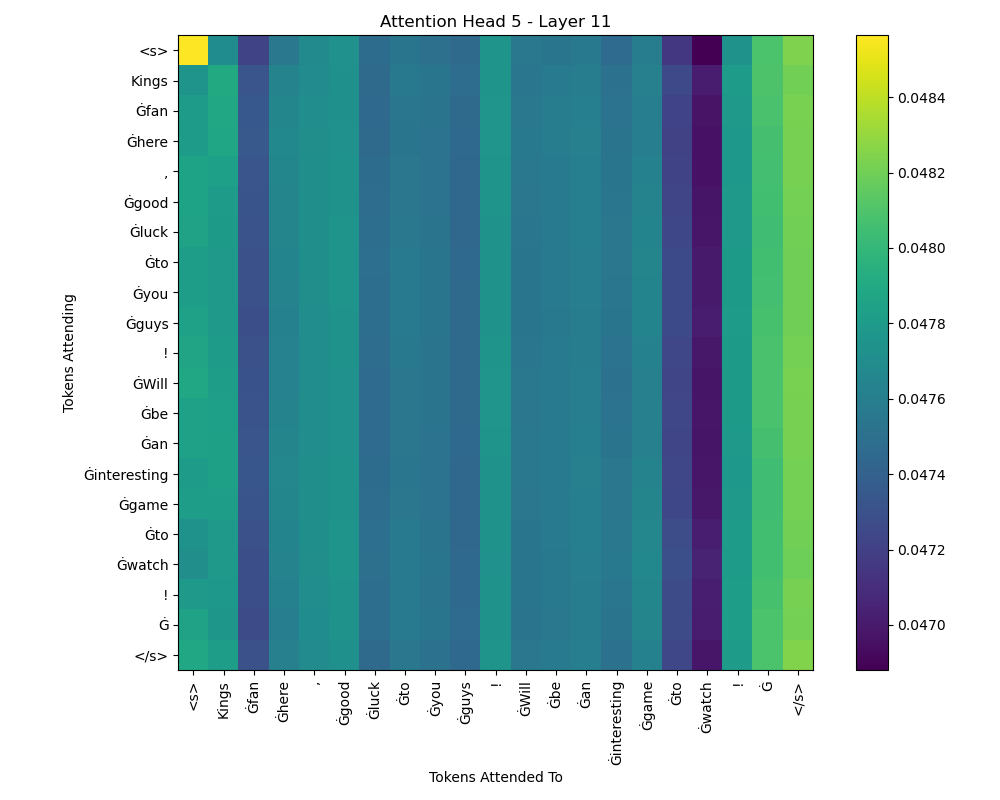 Attention Head 5 - Layer 11
Tokens Attending
<s>
Kings
Ġfan
Ġhere
,
Ġgood
Ġluck
Ġto
Ġyou
Ġguys
!
ĠWill
Ġbe
Ġan
Ġinteresting
Ġgame
Ġto
Ġwatch
!
Ġ
</s>
<s>
Kings
Ġfan
Ġhere
,
Ġgood
Ġluck
Ġto
Ġyou
Ġguys
!
ĠWill
Ġbe
Ġan
Ġinteresting
Ġgame
Ġto
Ġwatch
!
Ġ
</s>
Tokens Attended To
0.0484
0.0482
0.0480
0.0478
0.0476
0.0474
0.0472
0.0470